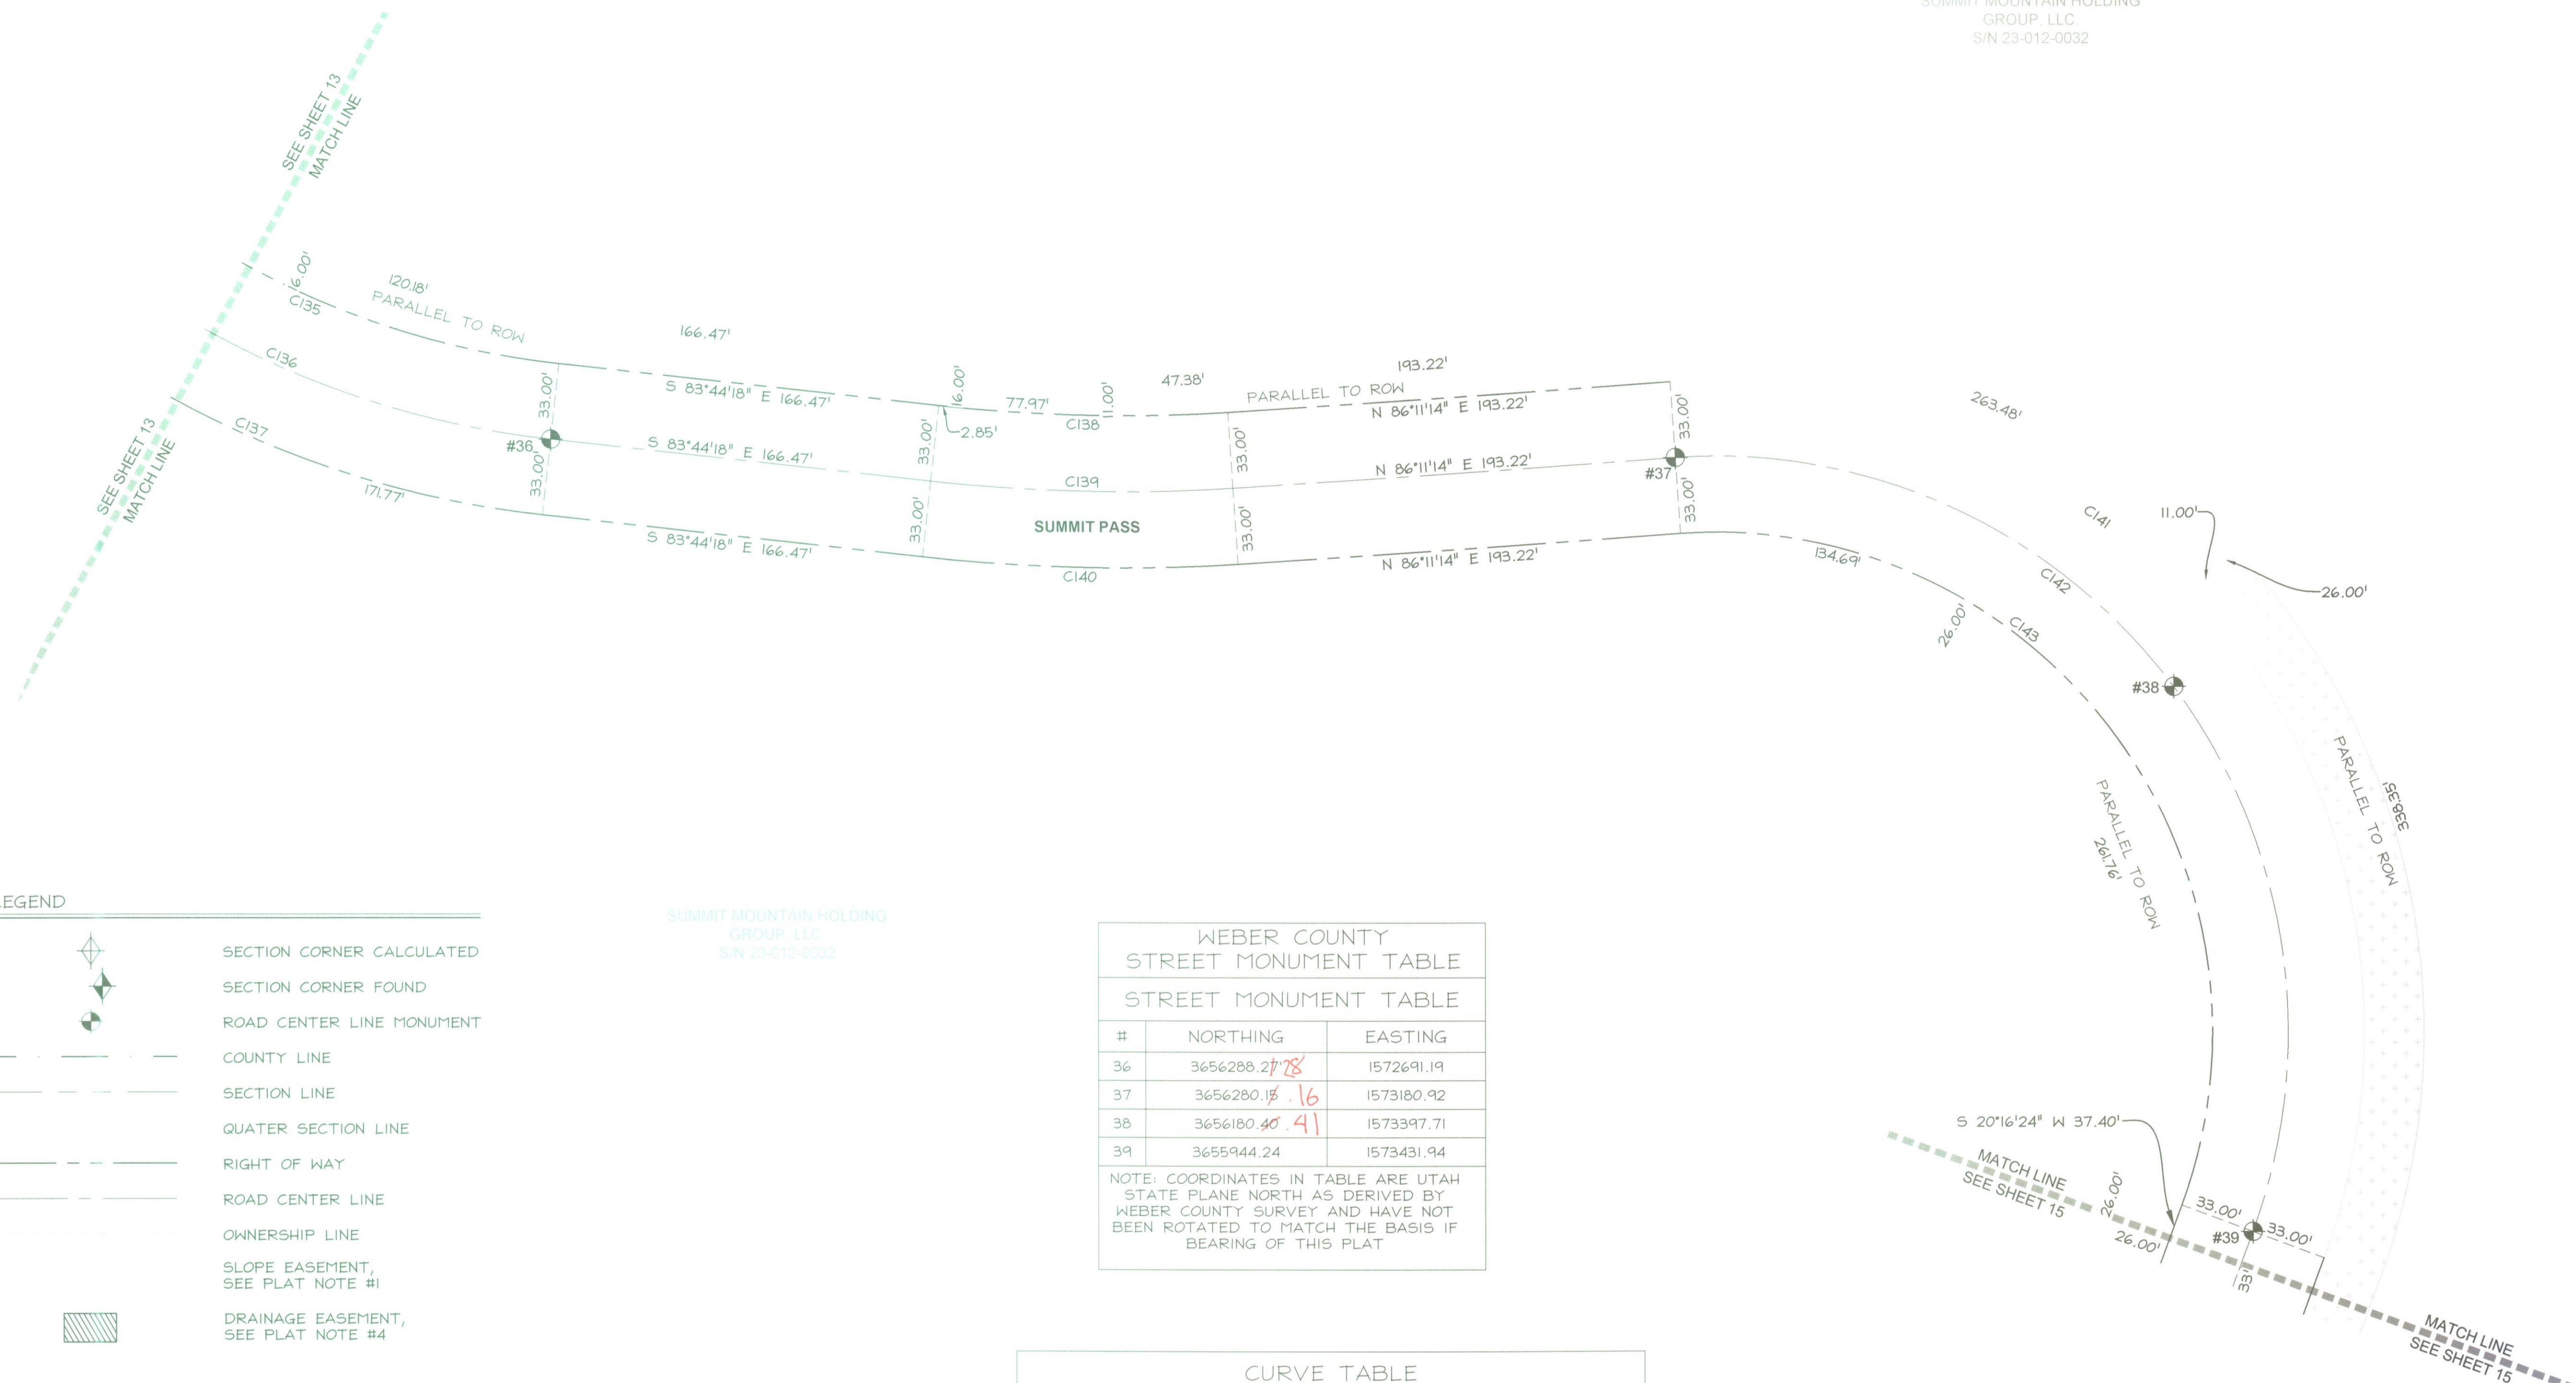 SUMMIT MOUNTAIN HOLDING
GROUP, LLC
S/N 23-012-0032
SEE SHEET 13
MATCH LINE
SEE SHEET 13
MATCH LINE
16.00'
C135
120.18'
PARALLEL TO ROW
C136
C137
171.77'
#36
33.00'
33.00'
166.47'
S 83°44'18" E 166.47'
S 83°44'18" E 166.47'
S 83°44'18" E 166.47'
16.00'
2.85'
33.00'
33.00'
77.97'
11.00'
C138
C139
SUMMIT PASS
C140
47.38'
33.00'
33.00'
193.22'
PARALLEL TO ROW
N 86°11'14" E 193.22'
N 86°11'14" E 193.22'
N 86°11'14" E 193.22'
33.00'
#37
33.00'
263.48'
C141
11.00'
26.00'
134.69'
C142
C143
26.00'
#38
PARALLEL TO ROW
338.35'
PARALLEL TO ROW
261.76'
S 20°16'24" W 37.40'
MATCH LINE
SEE SHEET 15
26.00'
26.00'
33.00'
#39
33.00'
33'
MATCH LINE
SEE SHEET 15
EGEND
SECTION CORNER CALCULATED
SECTION CORNER FOUND
ROAD CENTER LINE MONUMENT
COUNTY LINE
SECTION LINE
QUATER SECTION LINE
RIGHT OF WAY
ROAD CENTER LINE
OWNERSHIP LINE
SLOPE EASEMENT,
SEE PLAT NOTE #1
DRAINAGE EASEMENT,
SEE PLAT NOTE #4
SUMMIT MOUNTAIN HOLDING
GROUP, LLC
S/N 23-012-0032
WEBER COUNTY
STREET MONUMENT TABLE
STREET MONUMENT TABLE
# NORTHING EASTING
36 3656288.27' 28 1572691.19
37 3656280.15 .16 1573180.92
38 3656180.40 .41 1573397.71
39 3655944.24 1573431.94
NOTE: COORDINATES IN TABLE ARE UTAH
STATE PLANE NORTH AS DERIVED BY
WEBER COUNTY SURVEY AND HAVE NOT
BEEN ROTATED TO MATCH THE BASIS IF
BEARING OF THIS PLAT
CURVE TABLE